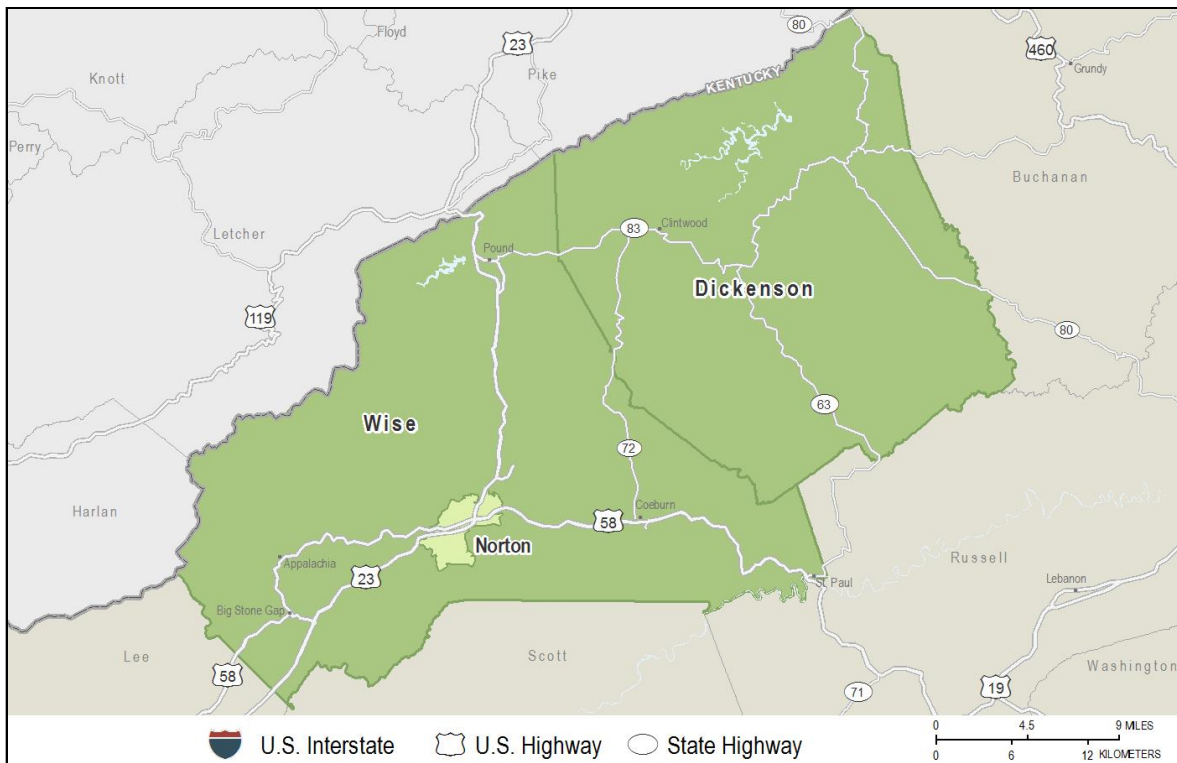 Floyd
80
23
460
Knott
Pike
Grundy
KENTUCKY
Perry
Buchanan
Clintwood
83
Letcher
Pound
Dickenson
119
80
63
Wise
72
Coeburn
Harlan
58
Norton
Appalachia
Russell
23
St. Paul
Lebanon
Big Stone Gap
Lee
Scott
Washington
58
19
71
U.S. Interstate
U.S. Highway
State Highway
0 4.5 9 MILES
0 6 12 KILOMETERS